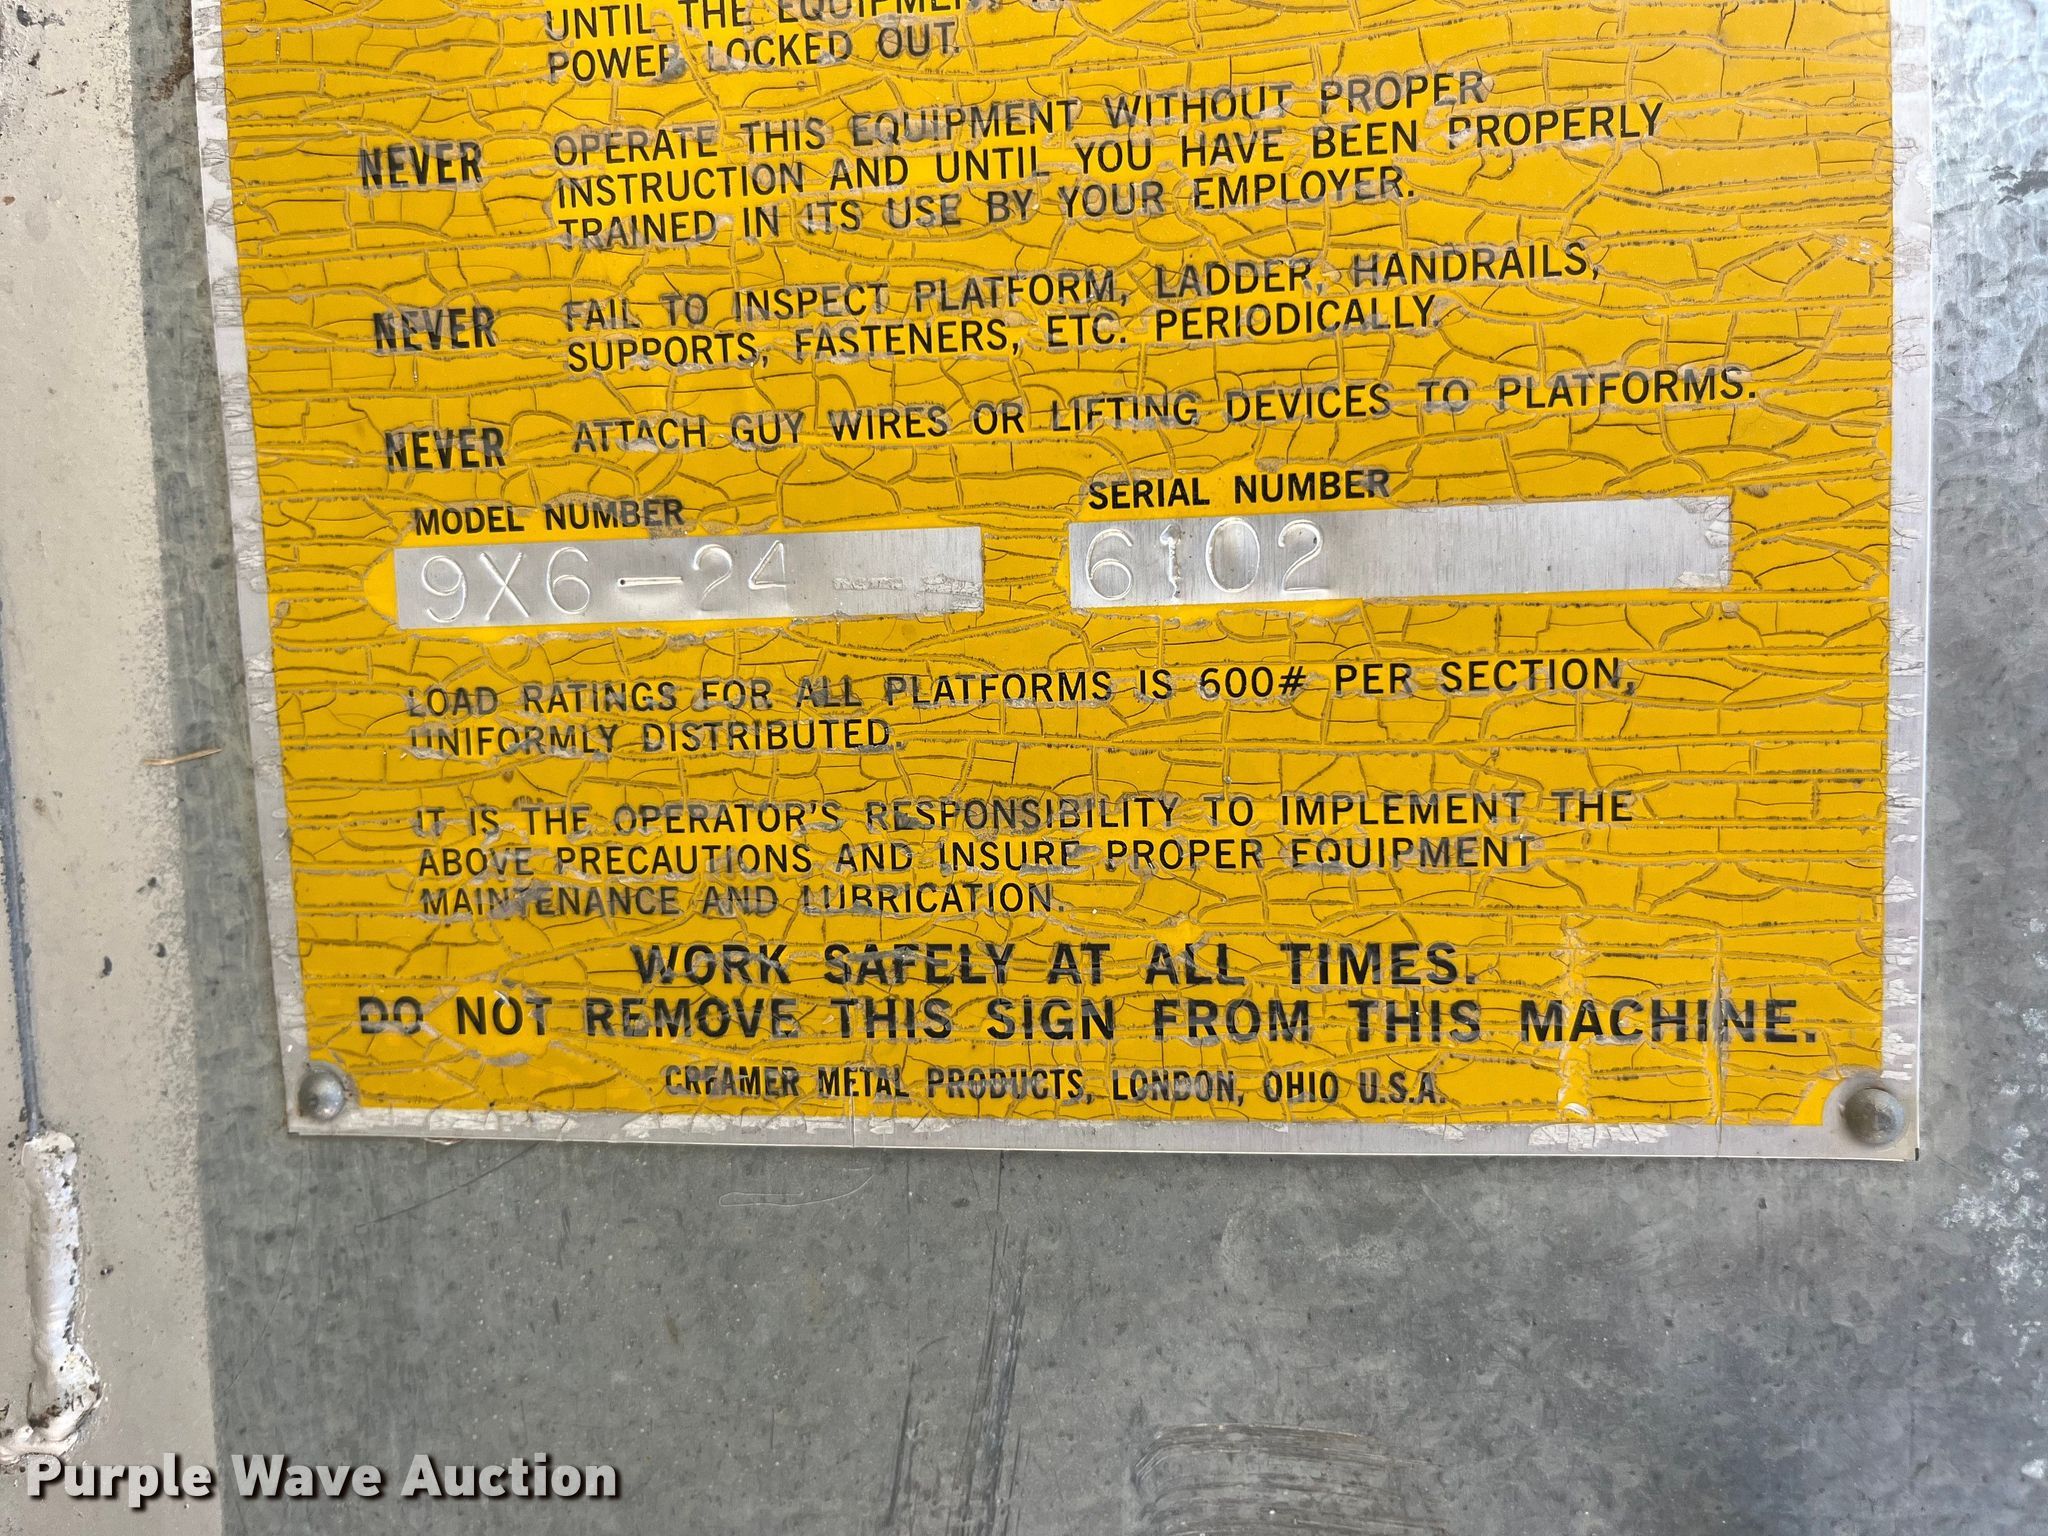 UNTIL THE EQUIPMENT
POWER LOCKED OUT.
NEVER OPERATE THIS EQUIPMENT WITHOUT PROPER
INSTRUCTION AND UNTIL YOU HAVE BEEN PROPERLY
TRAINED IN ITS USE BY YOUR EMPLOYER.
NEVER FAIL TO INSPECT PLATFORM, LADDER, HANDRAILS,
SUPPORTS, FASTENERS, ETC. PERIODICALLY.
NEVER ATTACH GUY WIRES OR LIFTING DEVICES TO PLATFORMS.
MODEL NUMBER SERIAL NUMBER
9X6-24 6102
LOAD RATINGS FOR ALL PLATFORMS IS 600# PER SECTION,
UNIFORMLY DISTRIBUTED.
IT IS THE OPERATOR'S RESPONSIBILITY TO IMPLEMENT THE
ABOVE PRECAUTIONS AND INSURE PROPER EQUIPMENT
MAINTENANCE AND LUBRICATION.
WORK SAFELY AT ALL TIMES.
DO NOT REMOVE THIS SIGN FROM THIS MACHINE.
CREAMER METAL PRODUCTS, LONDON, OHIO U.S.A.
Purple Wave Auction